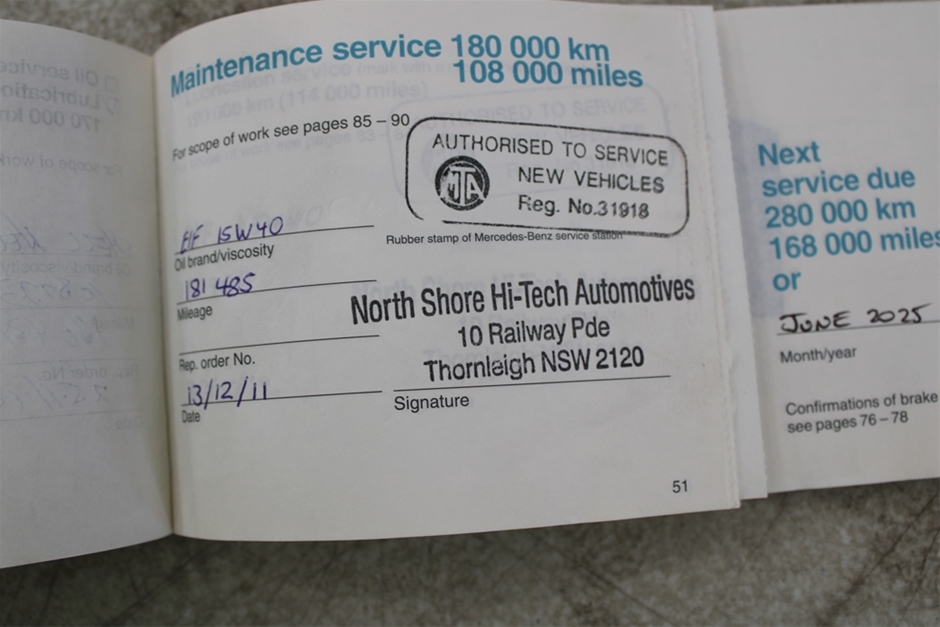 Maintenance service 180 000 km
108 000 miles
For scope of work see pages 85 – 90
AUTHORISED TO SERVICE
MTA
NEW VEHICLES
Reg. No.31918
Rubber stamp of Mercedes-Benz service station
15W40
Oil brand/viscosity
181 485
Mileage
Rep. order No.
13/12/11
Date
North Shore Hi-Tech Automotives
10 Railway Pde
Thornleigh NSW 2120
Signature
51
Next
service due
280 000 km
168 000 miles
or
JUNE 2025
Month/year
Confirmations of brake
see pages 76 – 78